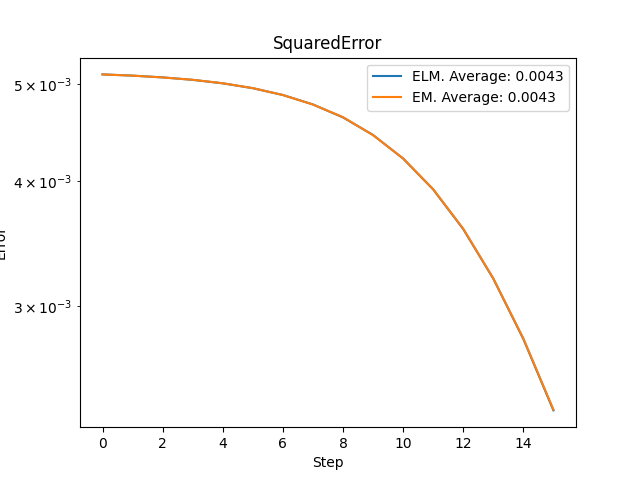 SquaredError
ELM. Average: 0.0043
EM. Average: 0.0043
5 × 10⁻³
4 × 10⁻³
3 × 10⁻³
Error
0 2 4 6 8 10 12 14
Step